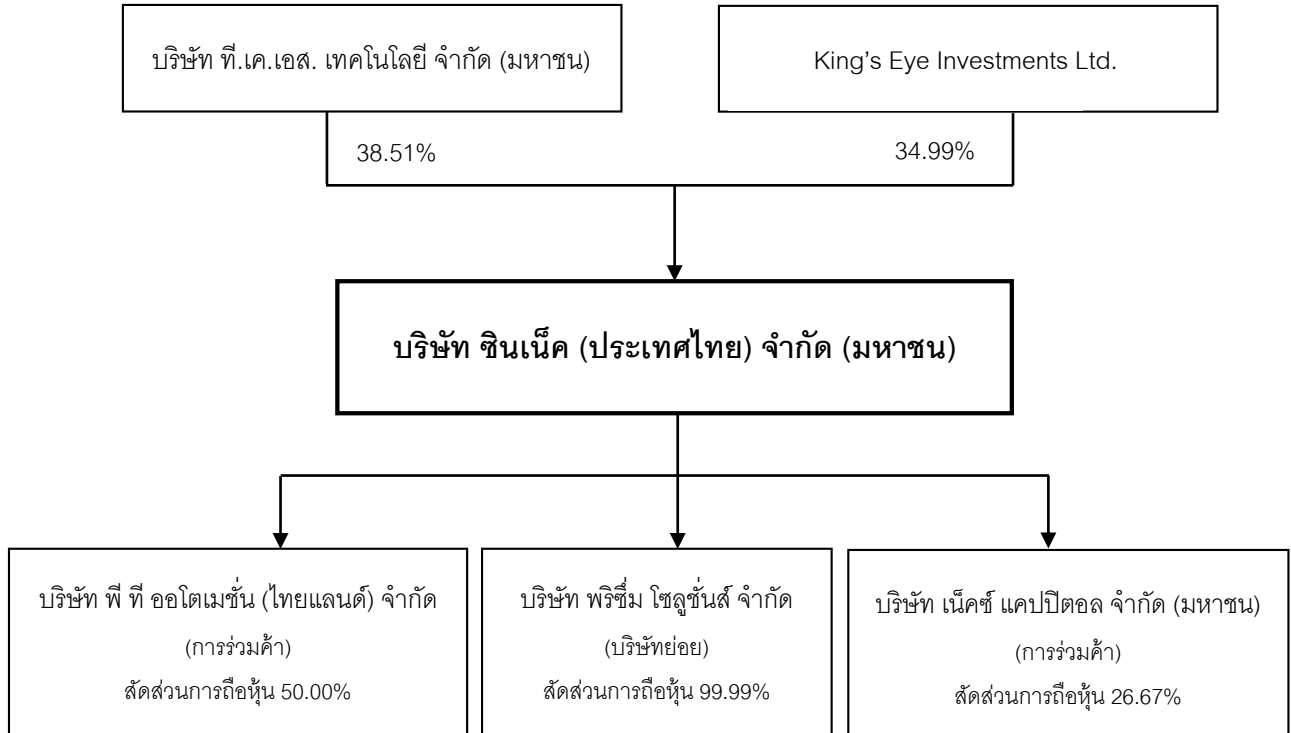 บริษัท ที.เค.เอส. เทคโนโลยี จำกัด (มหาชน)
King’s Eye Investments Ltd.
38.51%
34.99%
บริษัท ซินเน็ค (ประเทศไทย) จำกัด (มหาชน)
บริษัท พี ที ออโตเมชั่น (ไทยแลนด์) จำกัด
(การร่วมค้า)
สัดส่วนการถือหุ้น 50.00%
บริษัท พริซึ่ม โซลูชั่นส์ จำกัด
(บริษัทย่อย)
สัดส่วนการถือหุ้น 99.99%
บริษัท เน็คซ์ แคปปิตอล จำกัด (มหาชน)
(การร่วมค้า)
สัดส่วนการถือหุ้น 26.67%